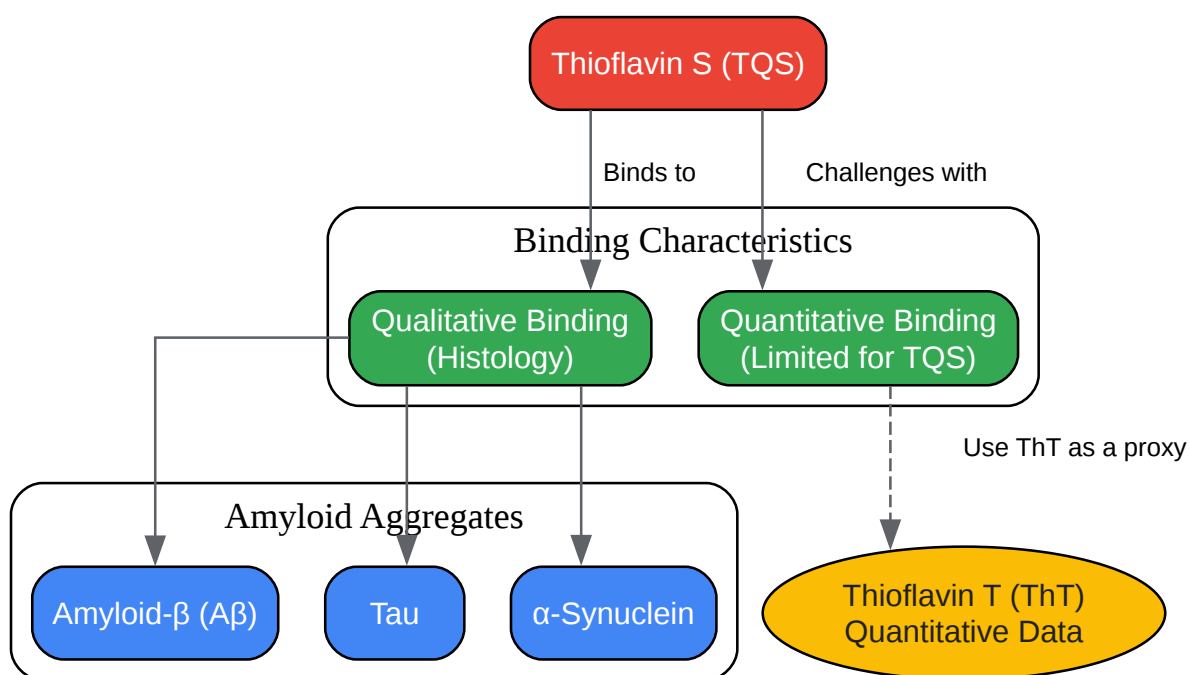 Thioflavin S (TQS)
Binds to
Challenges with
Binding Characteristics
Qualitative Binding
(Histology)
Quantitative Binding
(Limited for TQS)
Use ThT as a proxy
Amyloid Aggregates
Amyloid-β (Aβ)
Tau
α-Synuclein
Thioflavin T (ThT)
Quantitative Data